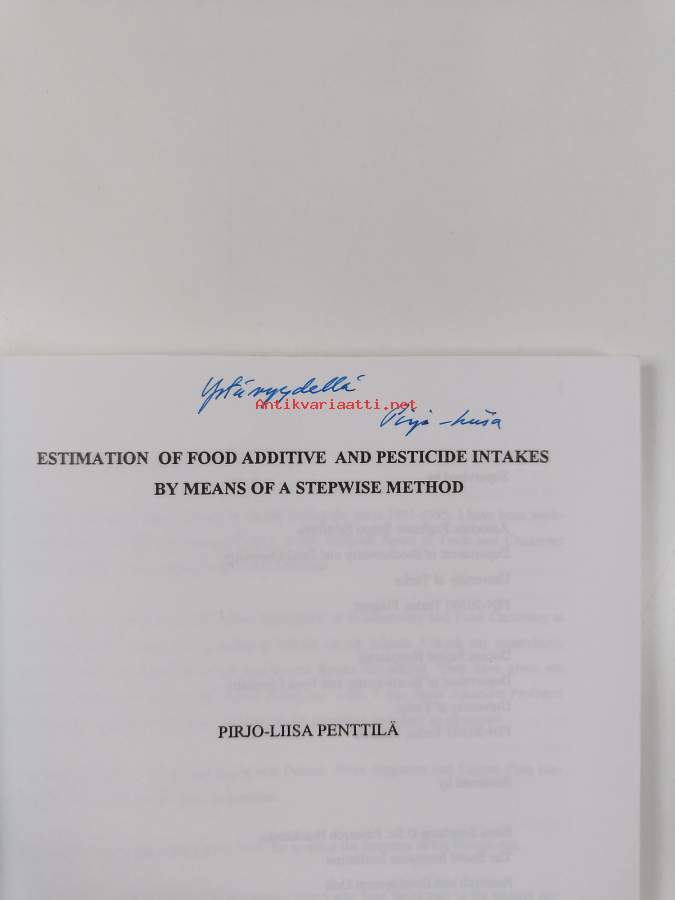 Ystävyydellä
Antikvariaatti.net
Pirjo-Liisa
ESTIMATION OF FOOD ADDITIVE AND PESTICIDE INTAKES
BY MEANS OF A STEPWISE METHOD
PIRJO-LIISA PENTTILÄ